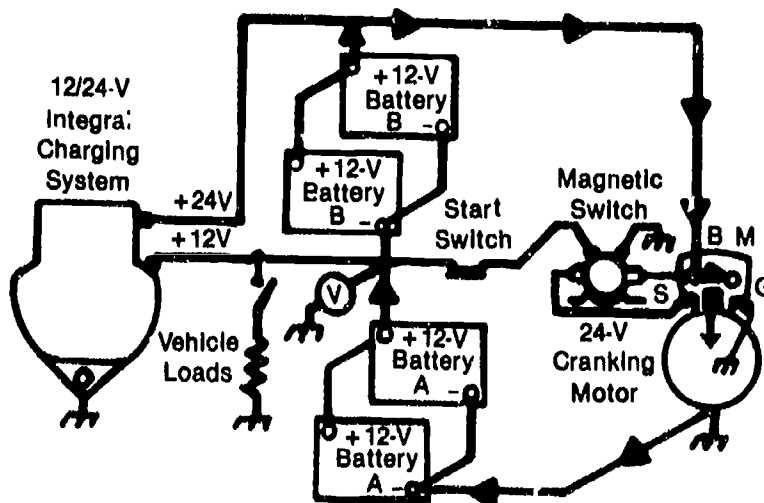 12/24-V
Integral
Charging
System
+24V
+12V
+12-V
Battery
B -
+12-V
Battery
B -
Start
Switch
Magnetic
Switch
B M
S
G
V
Vehicle
Loads
+12-V
Battery
A -
+12-V
Battery
A -
24-V
Cranking
Motor